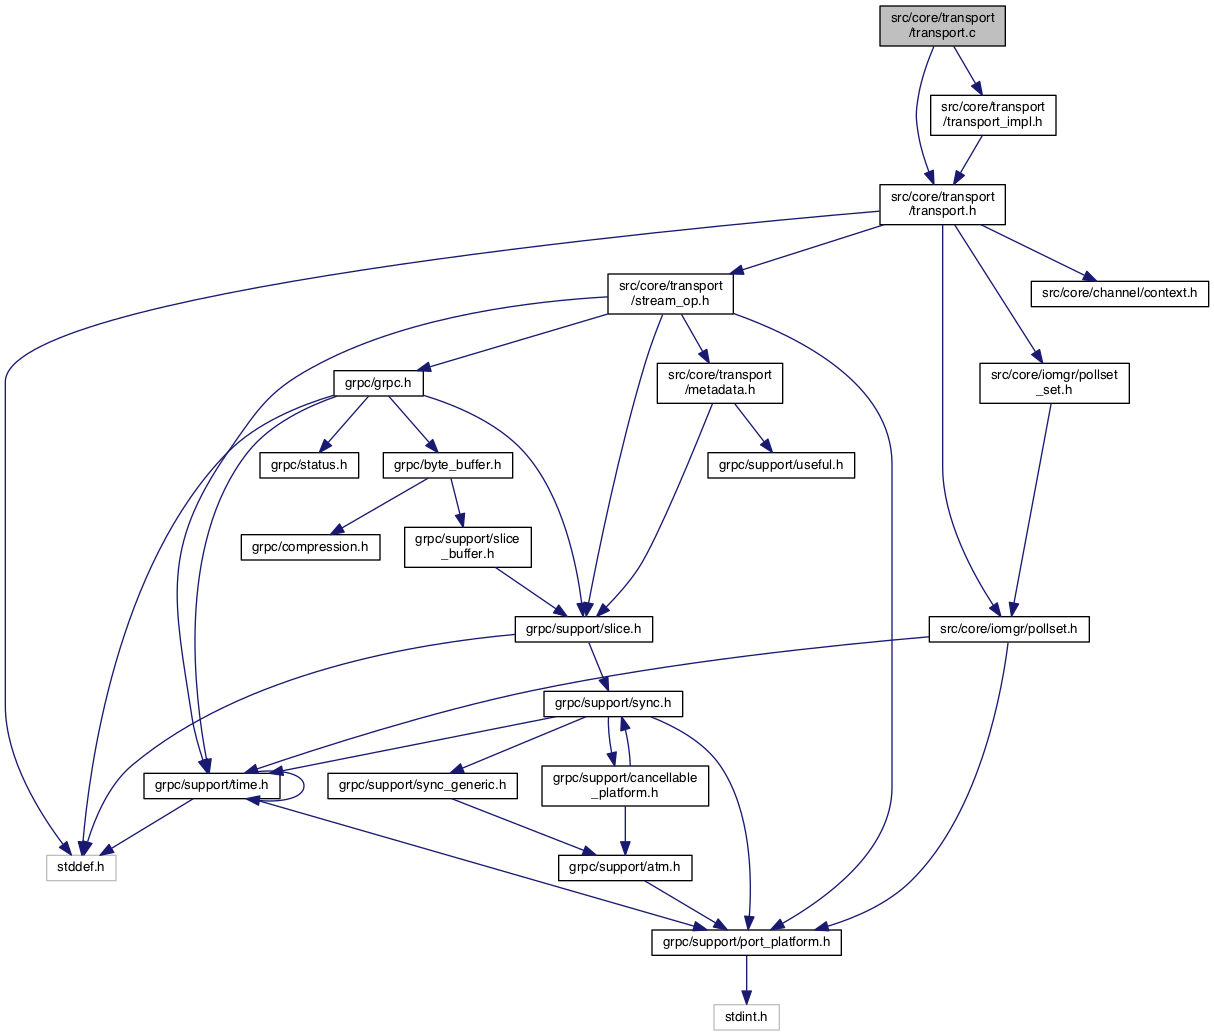 src/core/transport
/transport.c
src/core/transport
/transport_impl.h
src/core/transport
/transport.h
src/core/transport
/stream_op.h
src/core/channel/context.h
grpc/grpc.h
src/core/transport
/metadata.h
src/core/iomgr/pollset
_set.h
grpc/status.h
grpc/byte_buffer.h
grpc/support/useful.h
grpc/compression.h
grpc/support/slice
_buffer.h
grpc/support/slice.h
src/core/iomgr/pollset.h
grpc/support/sync.h
grpc/support/time.h
grpc/support/sync_generic.h
grpc/support/cancellable
_platform.h
stddef.h
grpc/support/atm.h
grpc/support/port_platform.h
stdint.h